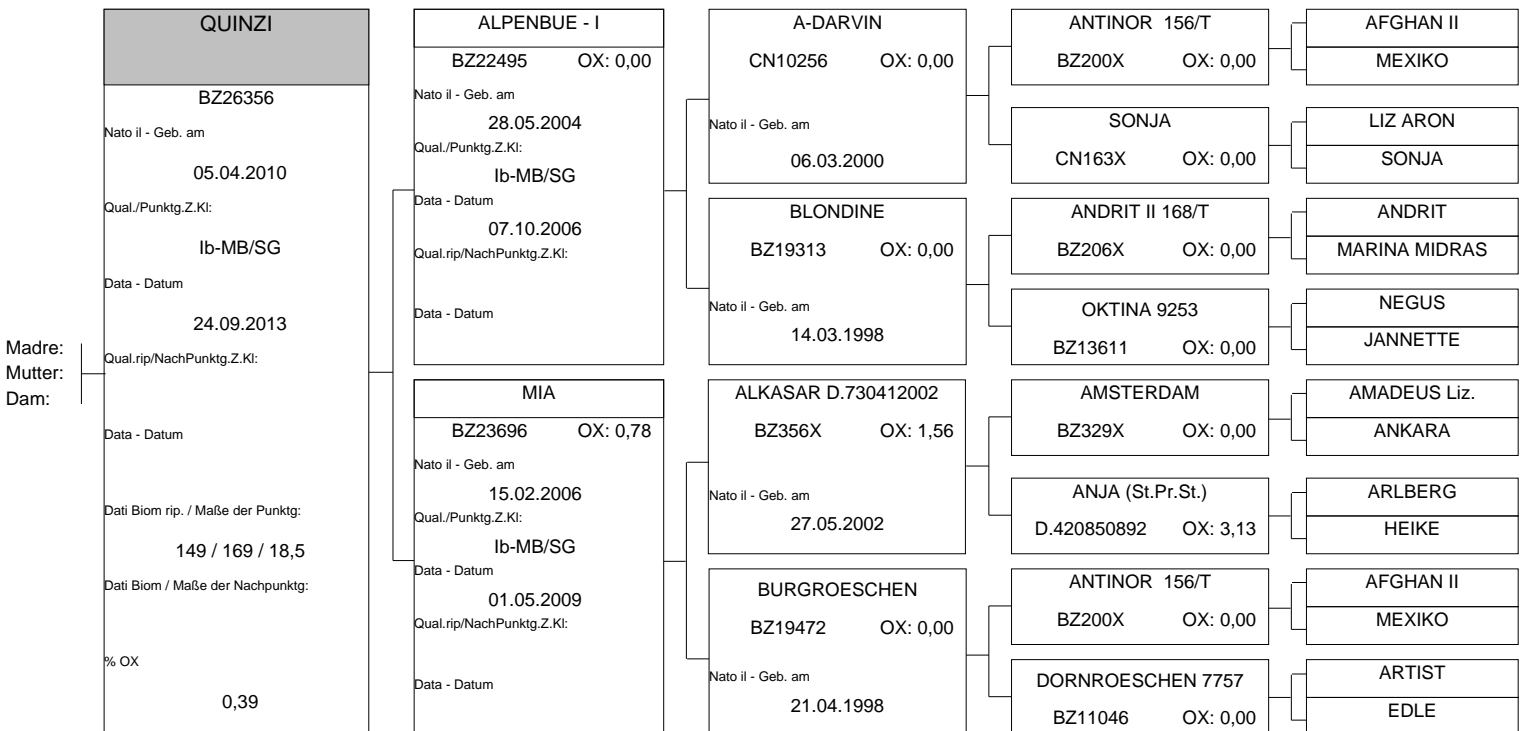 Madre:
Mutter:
Dam:
QUINZI
BZ26356
Nato il - Geb. am
05.04.2010
Qual./Punktg.Z.Kl:
Ib-MB/SG
Data - Datum
24.09.2013
Qual.rip/NachPunktg.Z.Kl:
Data - Datum
Dati Biom rip. / Maße der Punktg:
149 / 169 / 18,5
Dati Biom / Maße der Nachpunktg:
% OX
0,39
ALPENBUE - I
BZ22495 OX: 0,00
Nato il - Geb. am
28.05.2004
Qual./Punktg.Z.Kl:
Ib-MB/SG
Data - Datum
07.10.2006
Qual.rip/NachPunktg.Z.Kl:
Data - Datum
MIA
BZ23696 OX: 0,78
Nato il - Geb. am
15.02.2006
Qual./Punktg.Z.Kl:
Ib-MB/SG
Data - Datum
01.05.2009
Qual.rip/NachPunktg.Z.Kl:
Data - Datum
A-DARVIN
CN10256 OX: 0,00
Nato il - Geb. am
06.03.2000
BLONDINE
BZ19313 OX: 0,00
Nato il - Geb. am
14.03.1998
ALKASAR D.730412002
BZ356X OX: 1,56
Nato il - Geb. am
27.05.2002
BURGROESCHEN
BZ19472 OX: 0,00
Nato il - Geb. am
21.04.1998
ANTINOR 156/T
BZ200X OX: 0,00
SONJA
CN163X OX: 0,00
ANDRIT II 168/T
BZ206X OX: 0,00
OKTINA 9253
BZ13611 OX: 0,00
AMSTERDAM
BZ329X OX: 0,00
ANJA (St.Pr.St.)
D.420850892 OX: 3,13
ANTINOR 156/T
BZ200X OX: 0,00
DORNROESCHEN 7757
BZ11046 OX: 0,00
AFGHAN II
MEXIKO
LIZ ARON
SONJA
ANDRIT
MARINA MIDRAS
NEGUS
JANNETTE
AMADEUS Liz.
ANKARA
ARLBERG
HEIKE
AFGHAN II
MEXIKO
ARTIST
EDLE